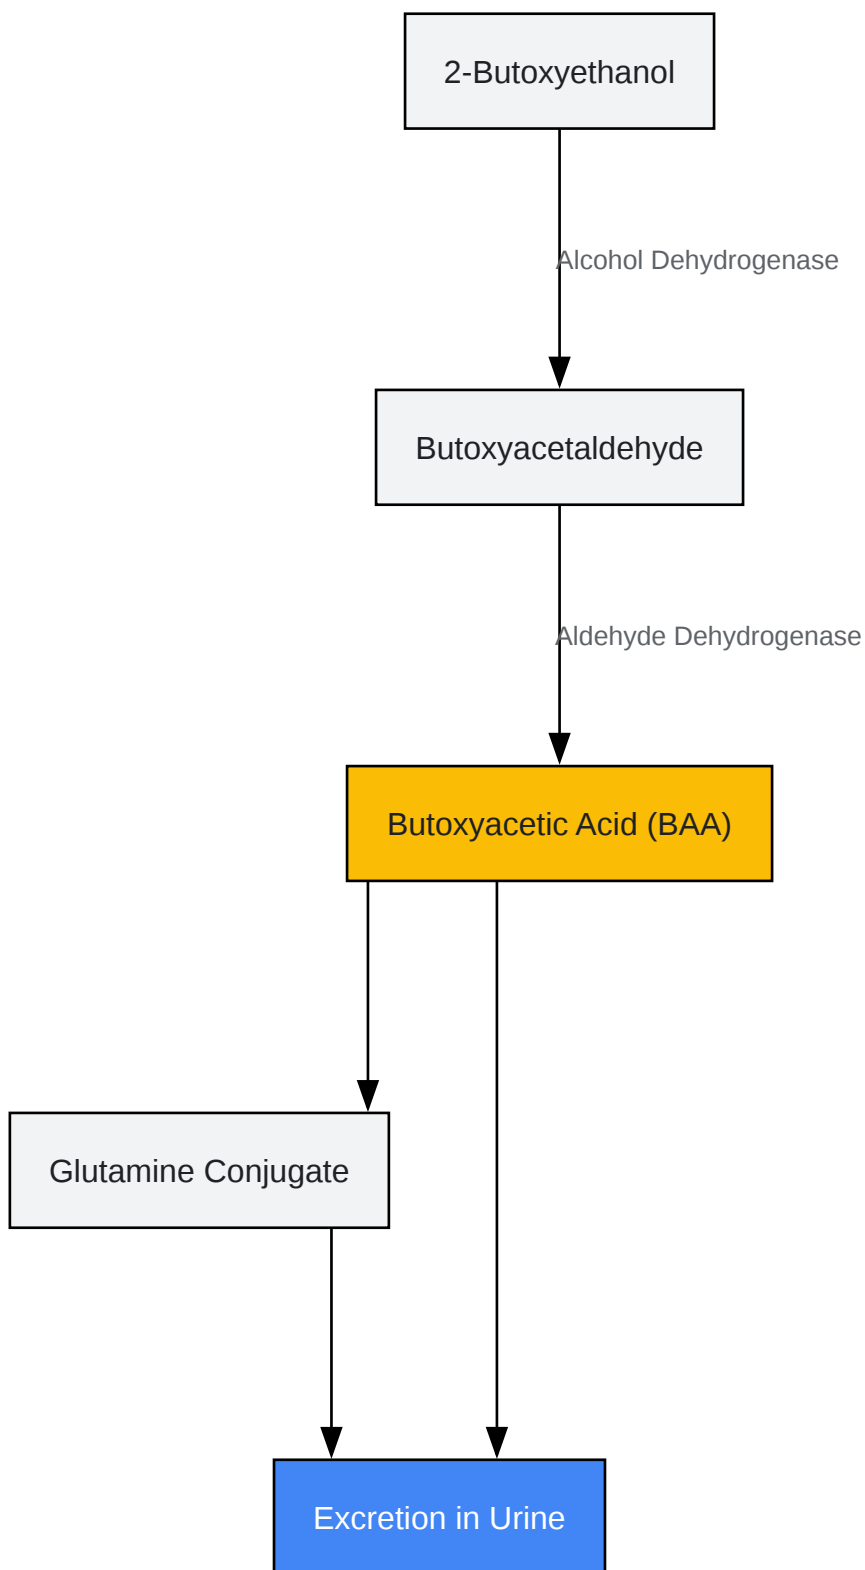 2-Butoxyethanol
Alcohol Dehydrogenase
Butoxyacetaldehyde
Aldehyde Dehydrogenase
Butoxyacetic Acid (BAA)
Glutamine Conjugate
Excretion in Urine